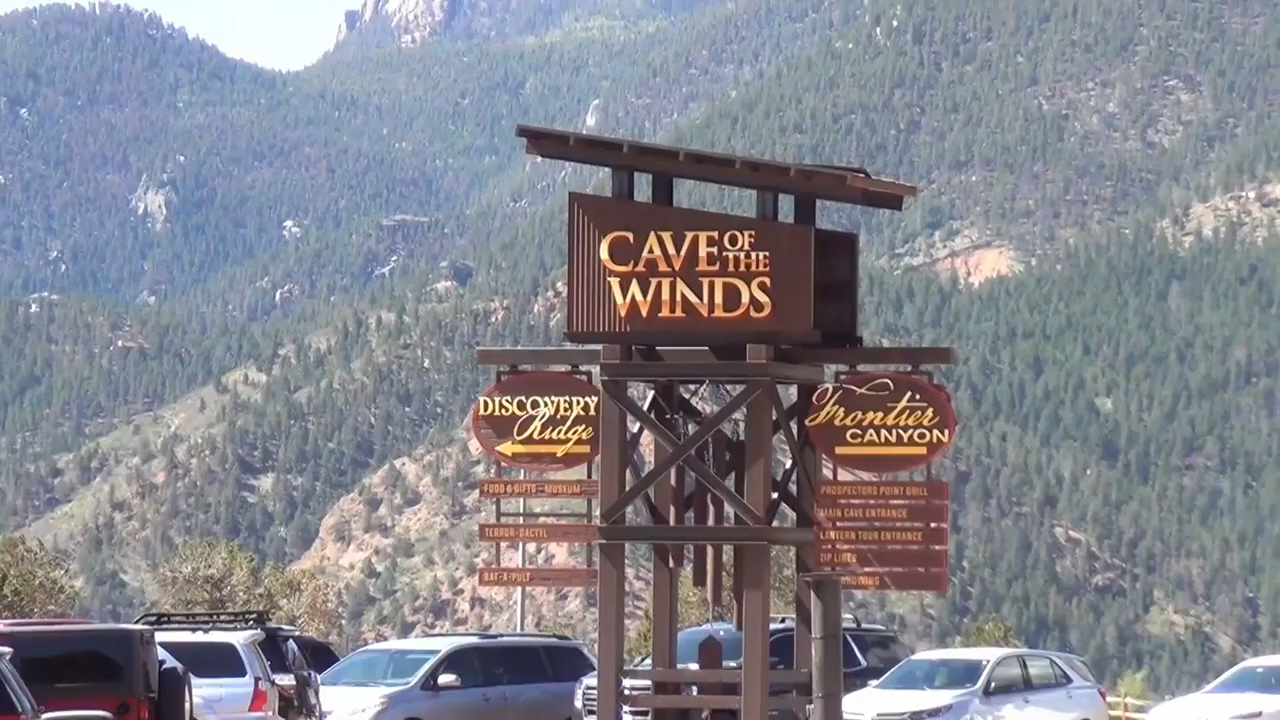 CAVE OF THE
WINDS
DISCOVERY
Ridge
FOOD & GIFTS - MUSEUM
TERROR-DACTYL
BAT-A-PULT
Frontier
CANYON
PROSPECTORS POINT GRILL
MAIN CAVE ENTRANCE
LANTERN TOUR ENTRANCE
ZIP LINES